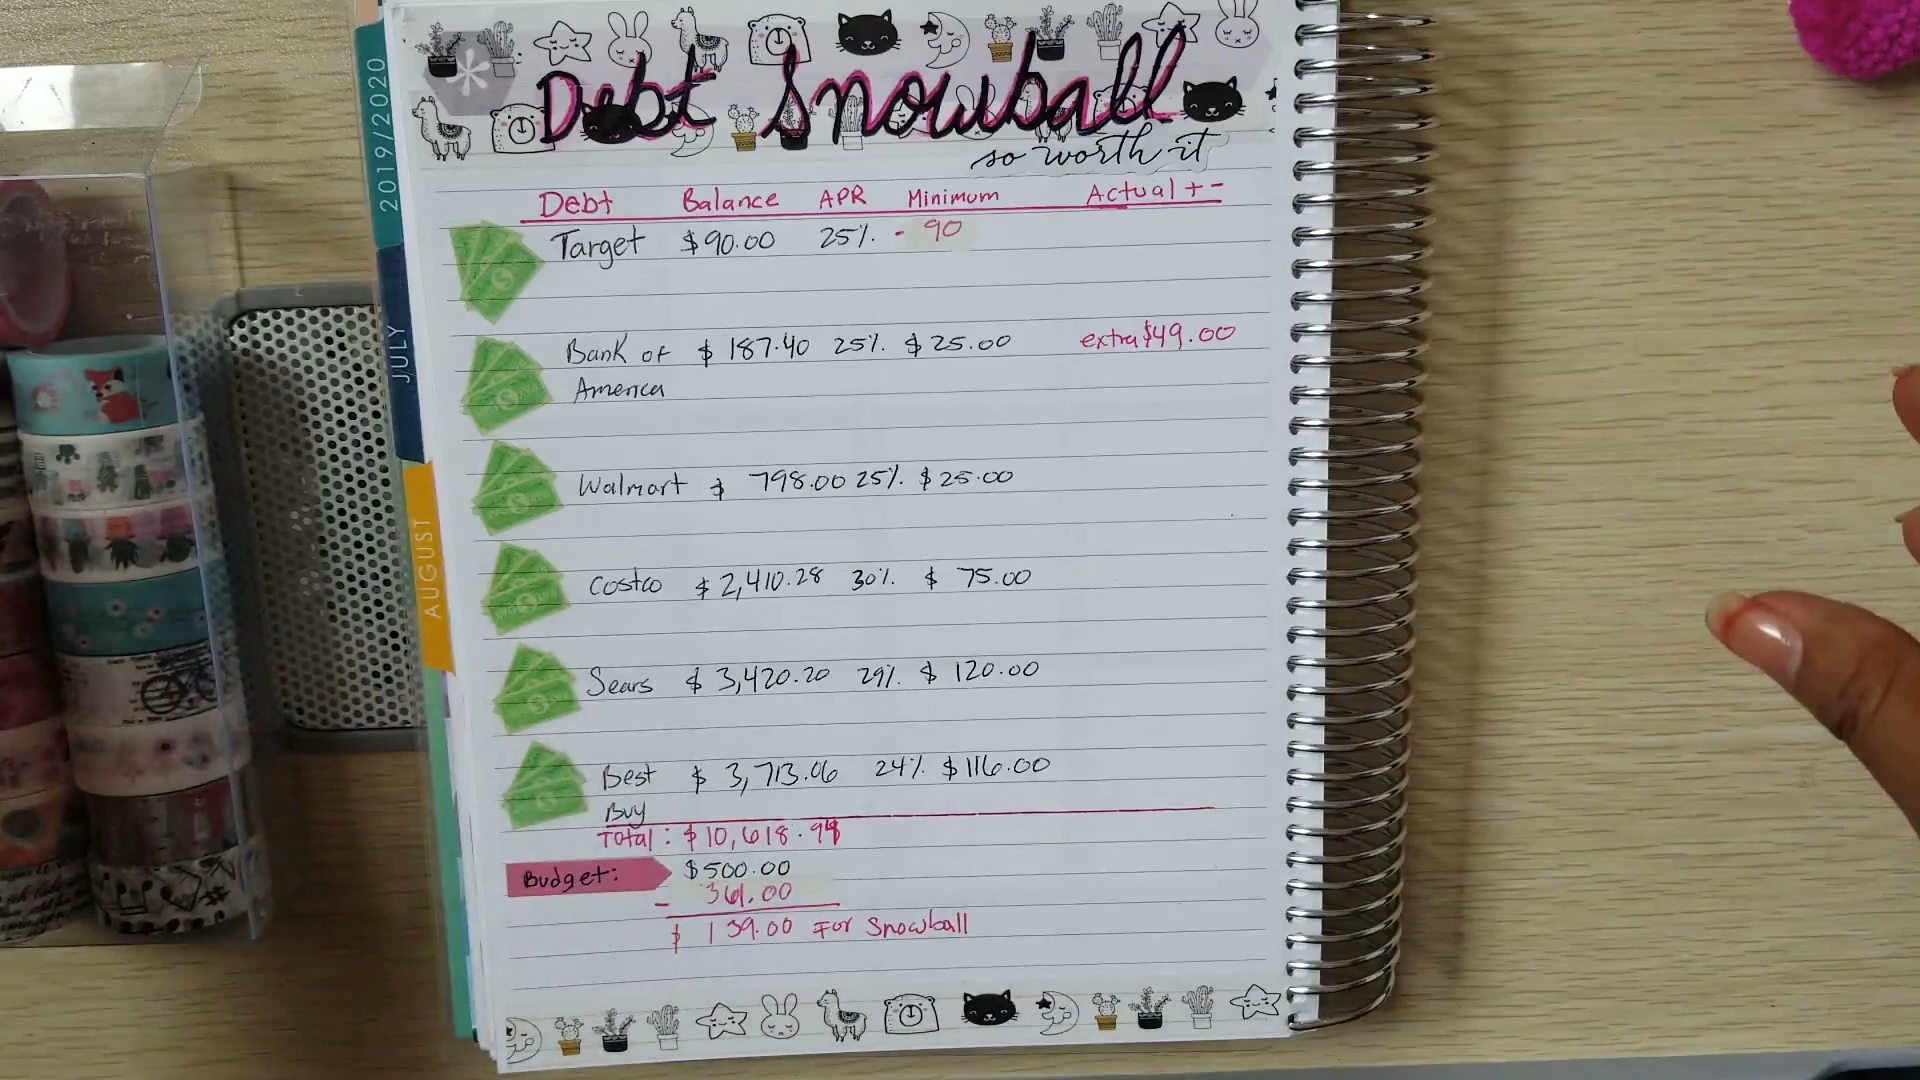 Debt Snowball
so worth it
Debt Balance APR Minimum Actual + -
Target $90.00 25% - 90
Bank of $ 187.40 25% $25.00 extra $49.00
America
Walmart $ 798.00 25% $25.00
Costco $2,410.28 30% $ 75.00
Sears $ 3,420.20 29% $ 120.00
Best $ 3,713.06 24% $116.00
Buy
Total: $10,618.94
Budget: $500.00
- 361.00
$ 139.00 For Snowball
2019/2020
JULY
AUGUST